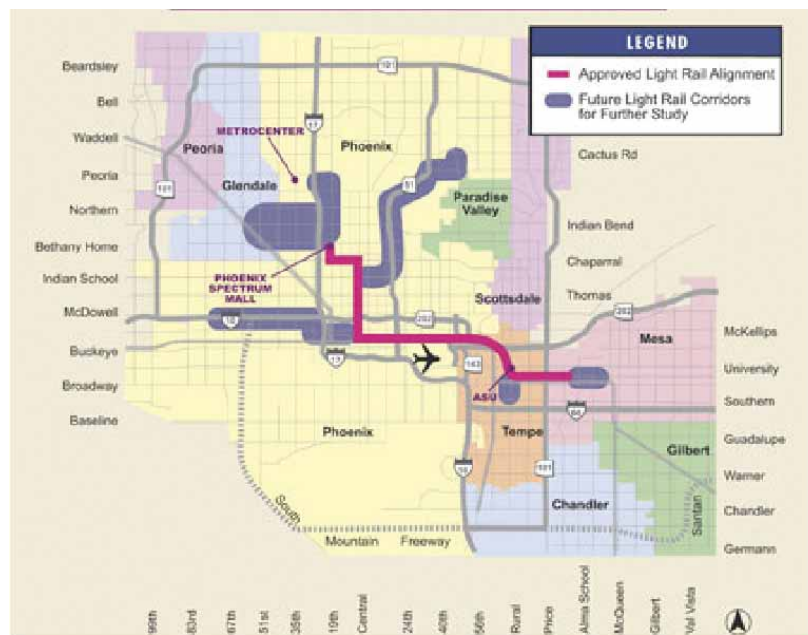 LEGEND
Approved Light Rail Alignment
Future Light Rail Corridors
for Further Study
Beardsley
Bell
Waddell
Peoria
Northern
Bethany Home
Indian School
McDowell
Buckeye
Broadway
Baseline
101
17
METROCENTER
Phoenix
Peoria
Glendale
51
101
Paradise
Valley
Cactus Rd
Indian Bend
Chaparral
Thomas
PHOENIX
SPECTRUM
MALL
Scottsdale
202
10
202
17
143
Mesa
McKellips
University
Southern
Guadalupe
Warner
Chandler
Germann
ASU
60
Phoenix
Tempe
Gilbert
10
101
Chandler
Santan
South
Mountain Freeway
99th
83rd
67th
51st
35th
19th
Central
24th
40th
56th
Rural
Price
Alma School
McQueen
Gilbert
Val Vista